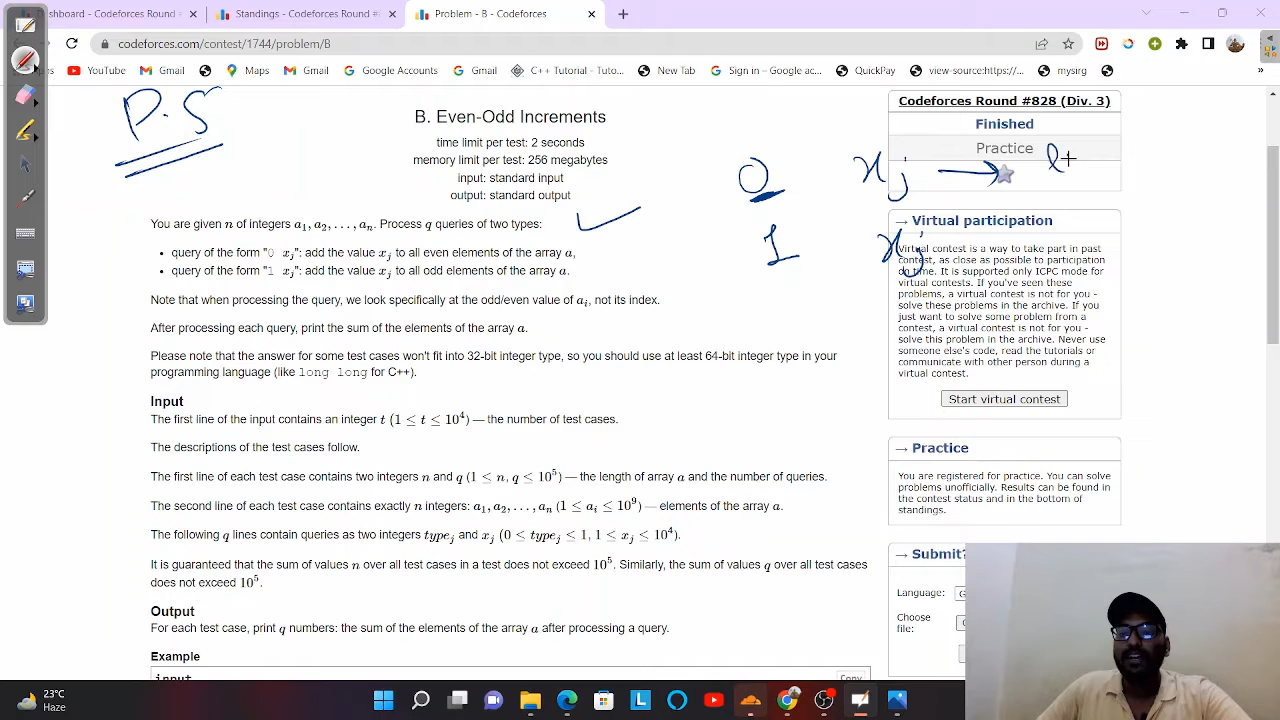 Dashboard - Codeforces Round
Standings - Codeforces Round
- Codeforces
codeforces.com/contest/1744/problem/B
YouTube
Gmail
Maps
Gmail
Google Accounts
Google
C++ Tutorial - Tuto...
New Tab
Sign in – Google ac...
QuickPay
view-source:https:/...
mysirg
P.S
B. Even-Odd Increments
time limit per test: 2 seconds
memory limit per test: 256 megabytes
input: standard input
output: standard output
You are given n of integers a1, a2, ..., an. Process q queries of two types:
query of the form "0 xj": add the value xj to all even elements of the array a,
query of the form "1 xj": add the value xj to all odd elements of the array a.
Note that when processing the query, we look specifically at the odd/even value of ai, not its index.
After processing each query, print the sum of the elements of the array a.
Please note that the answer for some test cases won't fit into 32-bit integer type, so you should use at least 64-bit integer type in your
programming language (like long long for C++).
Input
The first line of the input contains an integer t (1 ≤ t ≤ 10^4) — the number of test cases.
The descriptions of the test cases follow.
The first line of each test case contains two integers n and q (1 ≤ n, q ≤ 10^5) — the length of array a and the number of queries.
The second line of each test case contains exactly n integers: a1, a2, ..., an (1 ≤ ai ≤ 10^9) — elements of the array a.
The following q lines contain queries as two integers typej and xj (0 ≤ typej ≤ 1, 1 ≤ xj ≤ 10^4).
It is guaranteed that the sum of values n over all test cases in a test does not exceed 10^5. Similarly, the sum of values q over all test cases
does not exceed 10^5.
Output
For each test case, print q numbers: the sum of the elements of the array a after processing a query.
Example
input
Copy
0 xj → e
1 xj
Codeforces Round #828 (Div. 3)
Finished
Practice
→ Virtual participation
Virtual contest is a way to take part in past
contest, as close as possible to participation
on time. It is supported only ICPC mode for
virtual contests. If you've seen these
problems, a virtual contest is not for you -
solve these problems in the archive. If you
just want to solve some problem from a
contest, a virtual contest is not for you -
solve this problem in the archive. Never use
someone else's code, read the tutorials or
communicate with other person during a
virtual contest.
Start virtual contest
→ Practice
You are registered for practice. You can solve
problems unofficially. Results can be found in
the contest status and in the bottom of
standings.
→ Submit?
Language:
Choose
file:
23°C
Haze